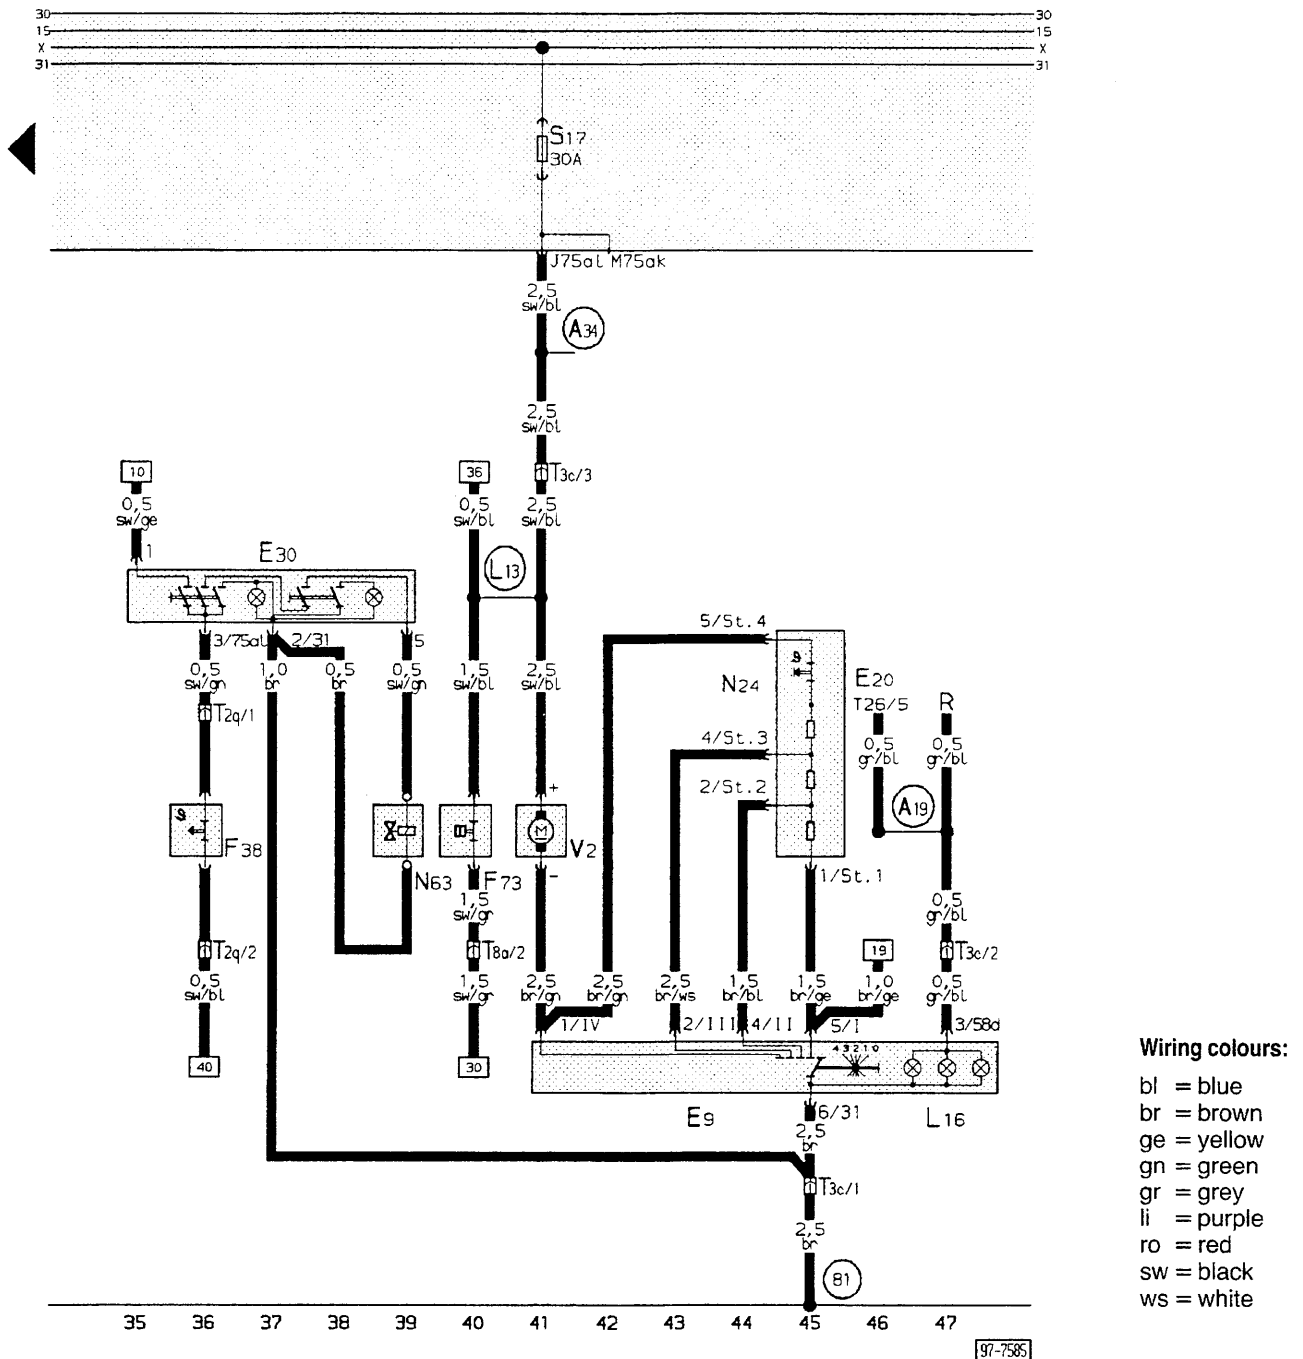 30 30
15 15
X X
31 31
S17
30A
J75al M75ak
2,5
sw/bl
A34
2,5
sw/bl
10 36 T3c/3
0,5 0,5 2,5
sw/ge sw/bl sw/bl
1 E30 L13
5/St.4
3/75al 2/31 5
0,5 1,0 0,5 0,5 1,5 2,5
sw/gn br br sw/gn sw/bl sw/bl
N24 E20
T26/5 R
T2q/1
4/St.3 0,5 0,5
gr/bl gr/bl
2/St.2
+ A19
M
F38 V2
N63 F73 - 1/St.1
1,5 0,5
sw/gr gr/bl
T2q/2 T8a/2 19 T3c/2
0,5 1,5 2,5 2,5 2,5 1,5 1,5 1,0 0,5
sw/bl sw/gr br/gn br/gn br/ws br/bl br/ge br/ge gr/bl
1/IV 2/III 4/II 5/I 3/58d
4 3 2 1 0
40 30
E9 6/31 L16
2,5
br
T3c/1
2,5
br
81
35 36 37 38 39 40 41 42 43 44 45 46 47
97-7585
Wiring colours:
bl = blue
br = brown
ge = yellow
gn = green
gr = grey
li = purple
ro = red
sw = black
ws = white